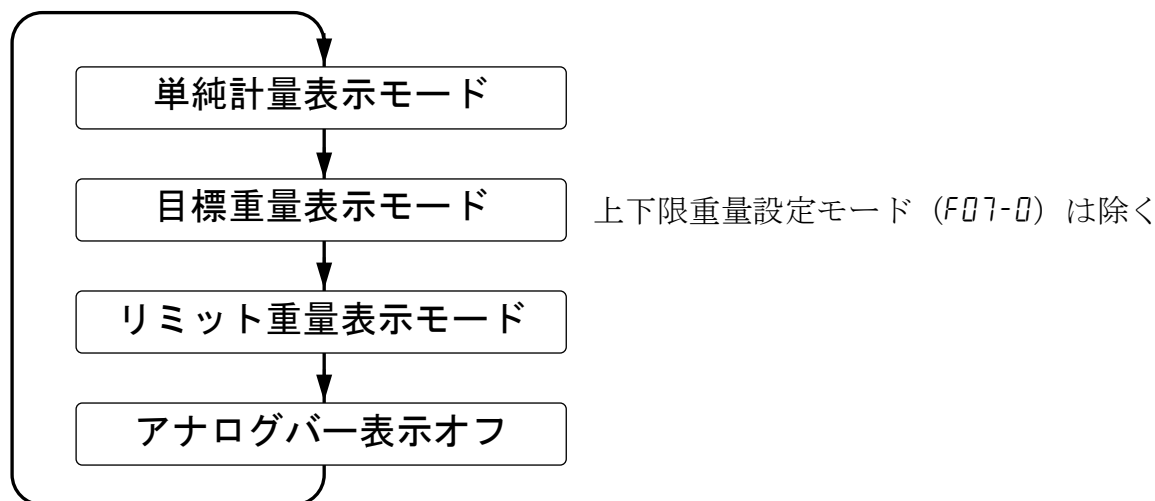 単純計量表示モード
目標重量表示モード 上下限重量設定モード（F07-0）は除く
リミット重量表示モード
アナログバー表示オフ